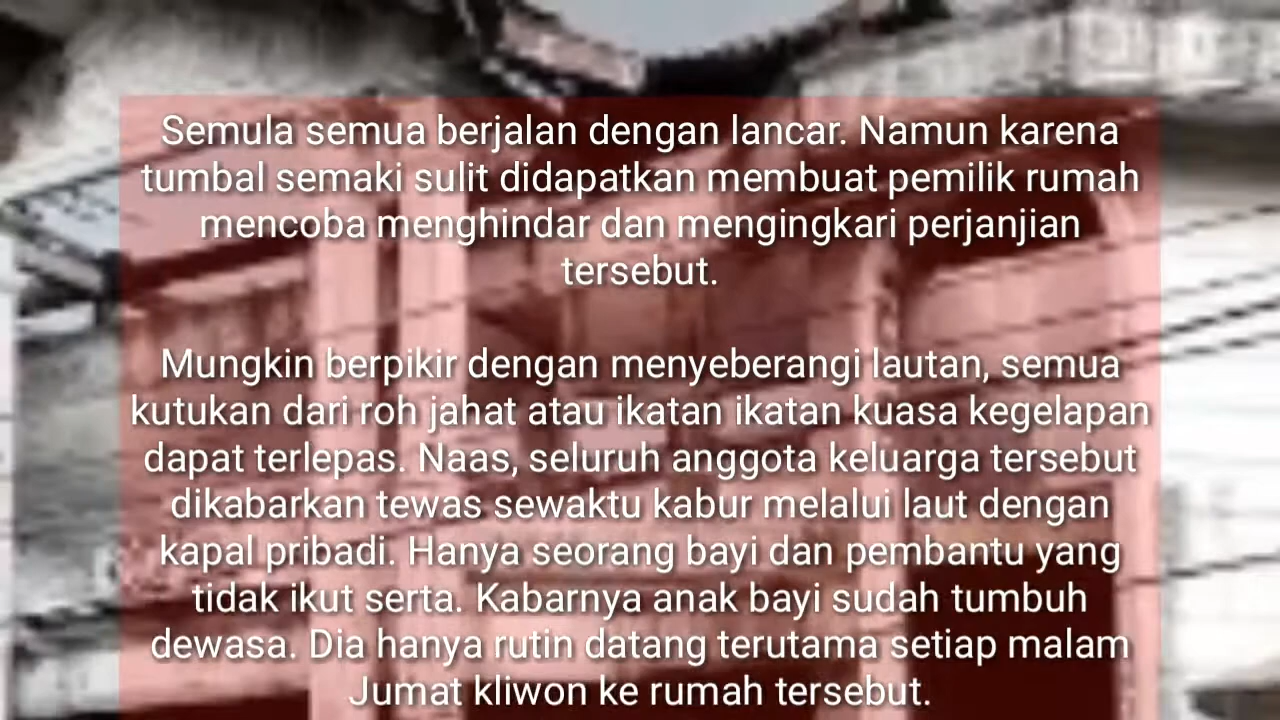 Semula semua berjalan dengan lancar. Namun karena
tumbal semaki sulit didapatkan membuat pemilik rumah
mencoba menghindar dan mengingkari perjanjian
tersebut.
Mungkin berpikir dengan menyeberangi lautan, semua
kutukan dari roh jahat atau ikatan ikatan kuasa kegelapan
dapat terlepas. Naas, seluruh anggota keluarga tersebut
dikabarkan tewas sewaktu kabur melalui laut dengan
kapal pribadi. Hanya seorang bayi dan pembantu yang
tidak ikut serta. Kabarnya anak bayi sudah tumbuh
dewasa. Dia hanya rutin datang terutama setiap malam
Jumat kliwon ke rumah tersebut.